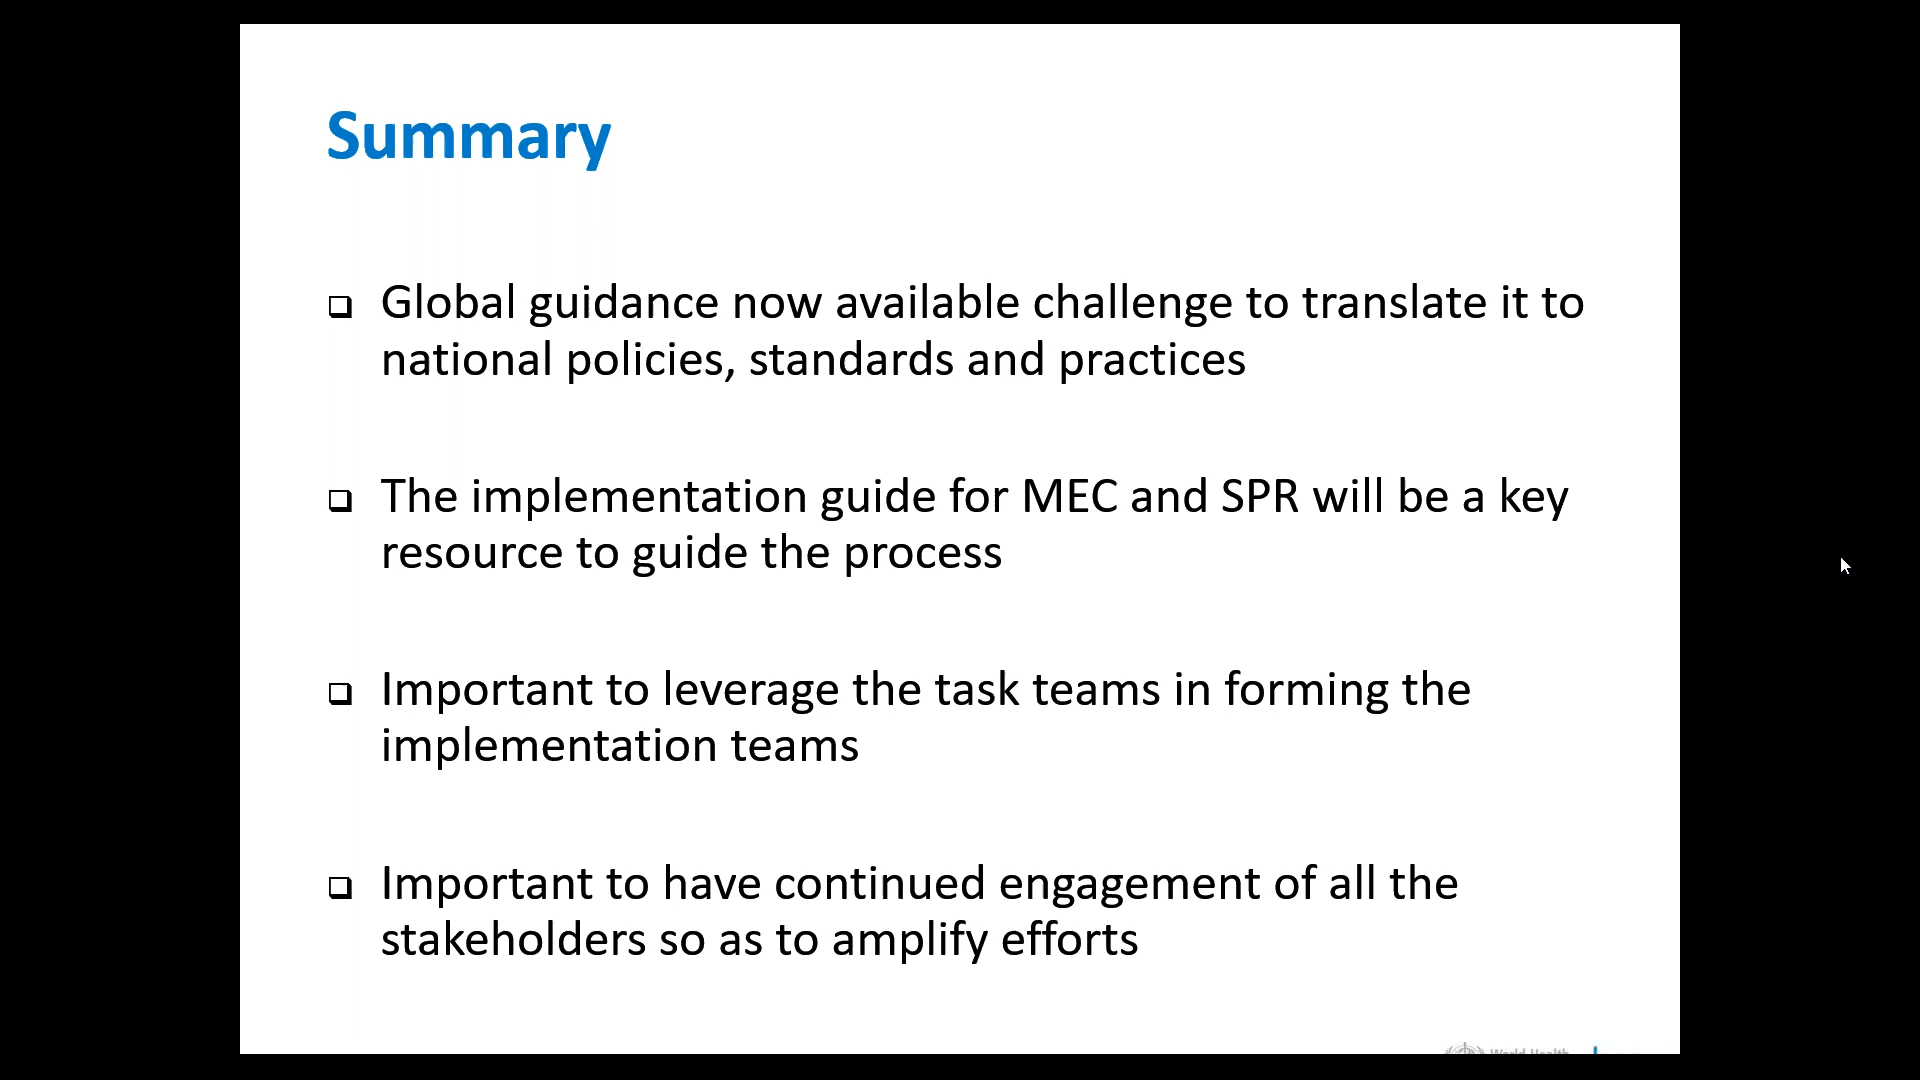 Summary
Global guidance now available challenge to translate it to
national policies, standards and practices
The implementation guide for MEC and SPR will be a key
resource to guide the process
Important to leverage the task teams in forming the
implementation teams
Important to have continued engagement of all the
stakeholders so as to amplify efforts
World Health